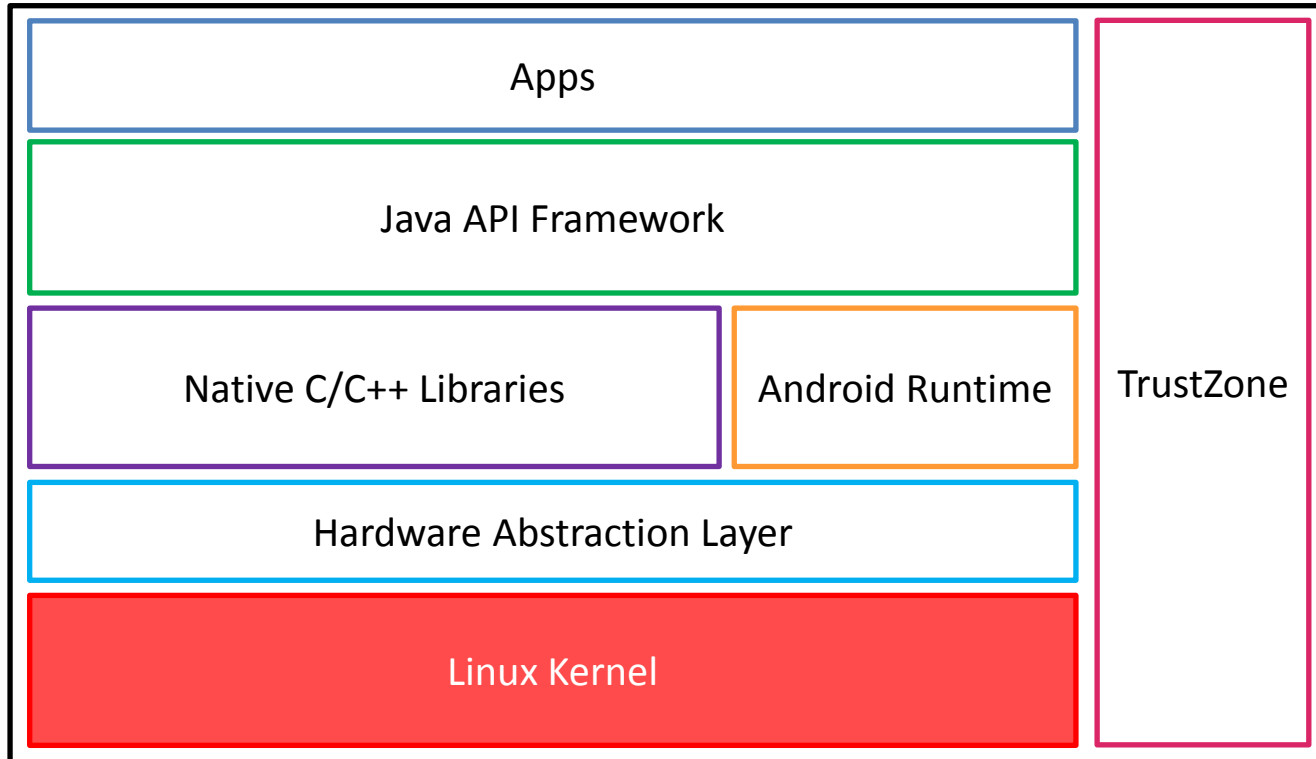 Apps
Java API Framework
Native C/C++ Libraries
Android Runtime
TrustZone
Hardware Abstraction Layer
Linux Kernel